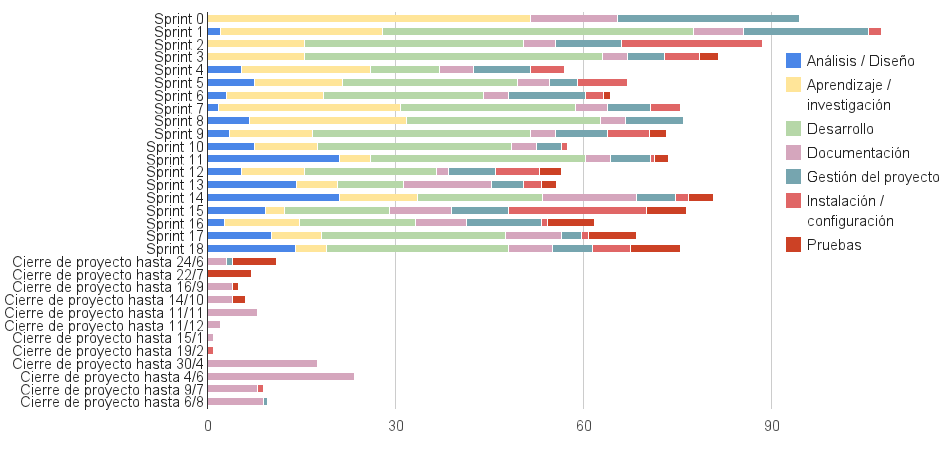 Sprint 0
Sprint 1
Sprint 2
Sprint 3
Sprint 4
Sprint 5
Sprint 6
Sprint 7
Sprint 8
Sprint 9
Sprint 10
Sprint 11
Sprint 12
Sprint 13
Sprint 14
Sprint 15
Sprint 16
Sprint 17
Sprint 18
Cierre de proyecto hasta 24/6
Cierre de proyecto hasta 22/7
Cierre de proyecto hasta 16/9
Cierre de proyecto hasta 14/10
Cierre de proyecto hasta 11/11
Cierre de proyecto hasta 11/12
Cierre de proyecto hasta 15/1
Cierre de proyecto hasta 19/2
Cierre de proyecto hasta 30/4
Cierre de proyecto hasta 4/6
Cierre de proyecto hasta 9/7
Cierre de proyecto hasta 6/8
0 30 60 90
Análisis / Diseño
Aprendizaje /
investigación
Desarrollo
Documentación
Gestión del proyecto
Instalación /
configuración
Pruebas